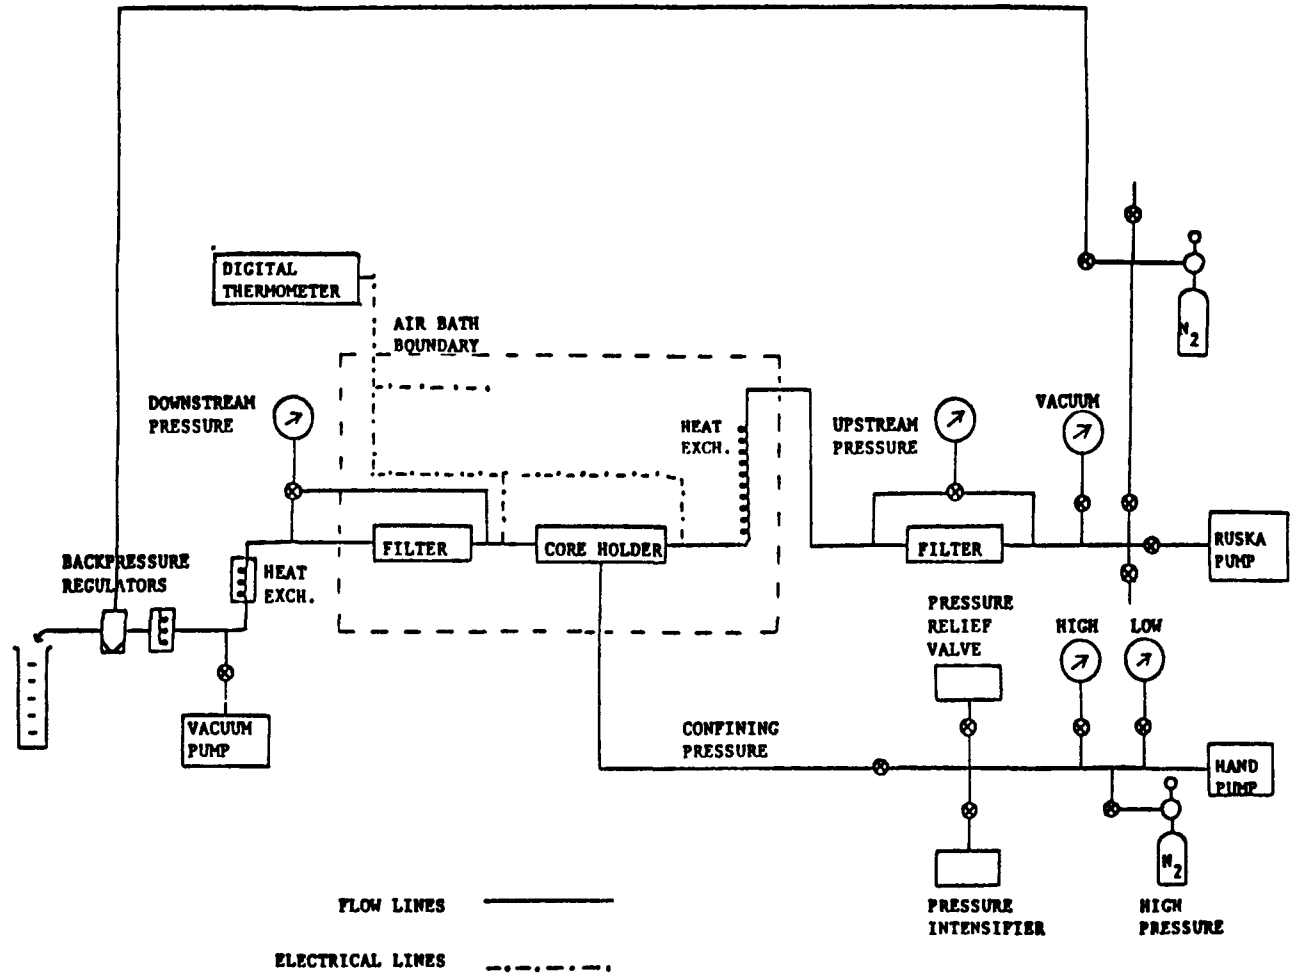 DIGITAL
THERMOMETER
AIR BATH
BOUNDARY
N2
DOWNSTREAM
PRESSURE
HEAT
EXCH.
UPSTREAM
PRESSURE
VACUUM
FILTER
CORE HOLDER
FILTER
RUSKA
PUMP
BACKPRESSURE
REGULATORS
HEAT
EXCH.
PRESSURE
RELIEF
VALVE
HIGH
LOW
VACUUM
PUMP
CONFINING
PRESSURE
HAND
PUMP
N2
PRESSURE
INTENSIFIER
HIGH
PRESSURE
FLOW LINES
ELECTRICAL LINES